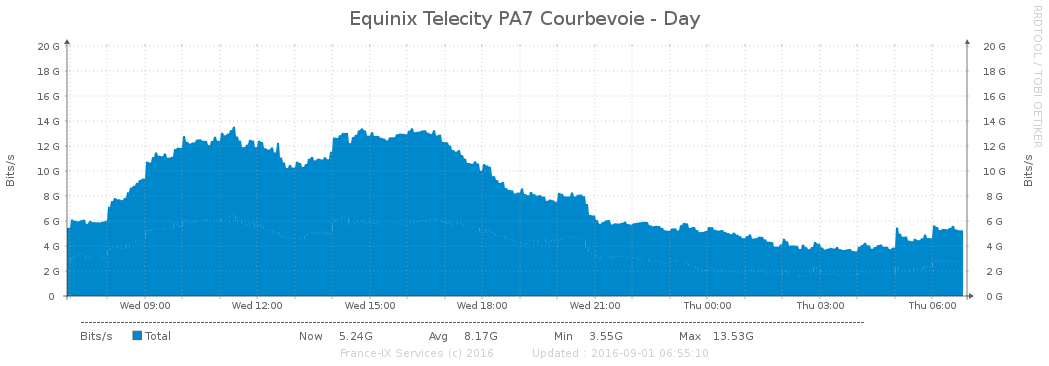 Equinix Telecity PA7 Courbevoie - Day
RRDTOOL / TOBI OETIKER
Bits/s
20 G 20 G
18 G 18 G
16 G 16 G
14 G 14 G
12 G 12 G
10 G 10 G
8 G 8 G
6 G 6 G
4 G 4 G
2 G 2 G
0 0 G
Bits/s
Wed 09:00 Wed 12:00 Wed 15:00 Wed 18:00 Wed 21:00 Thu 00:00 Thu 03:00 Thu 06:00
Bits/s Total Now 5.24G Avg 8.17G Min 3.55G Max 13.53G
France-IX Services (c) 2016 Updated : 2016-09-01 06:55:10